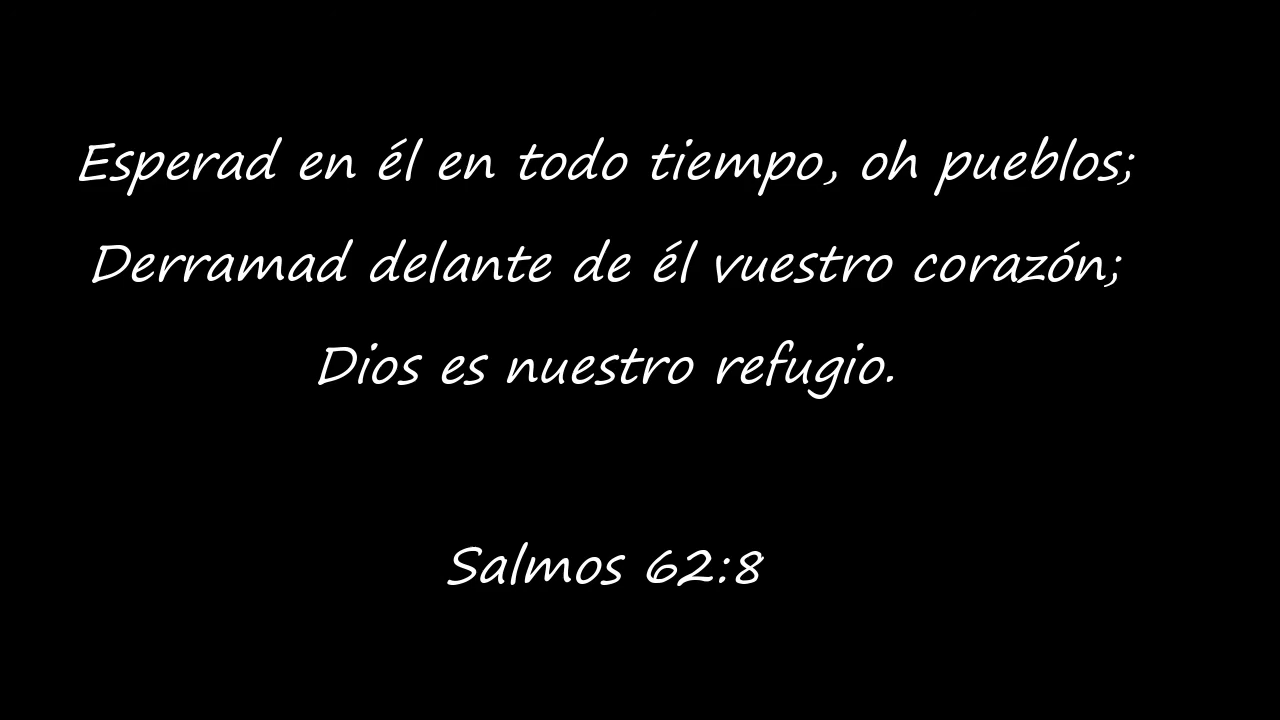 Esperad en él en todo tiempo, oh pueblos;
Derramad delante de él vuestro corazón;
Dios es nuestro refugio.
Salmos 62:8